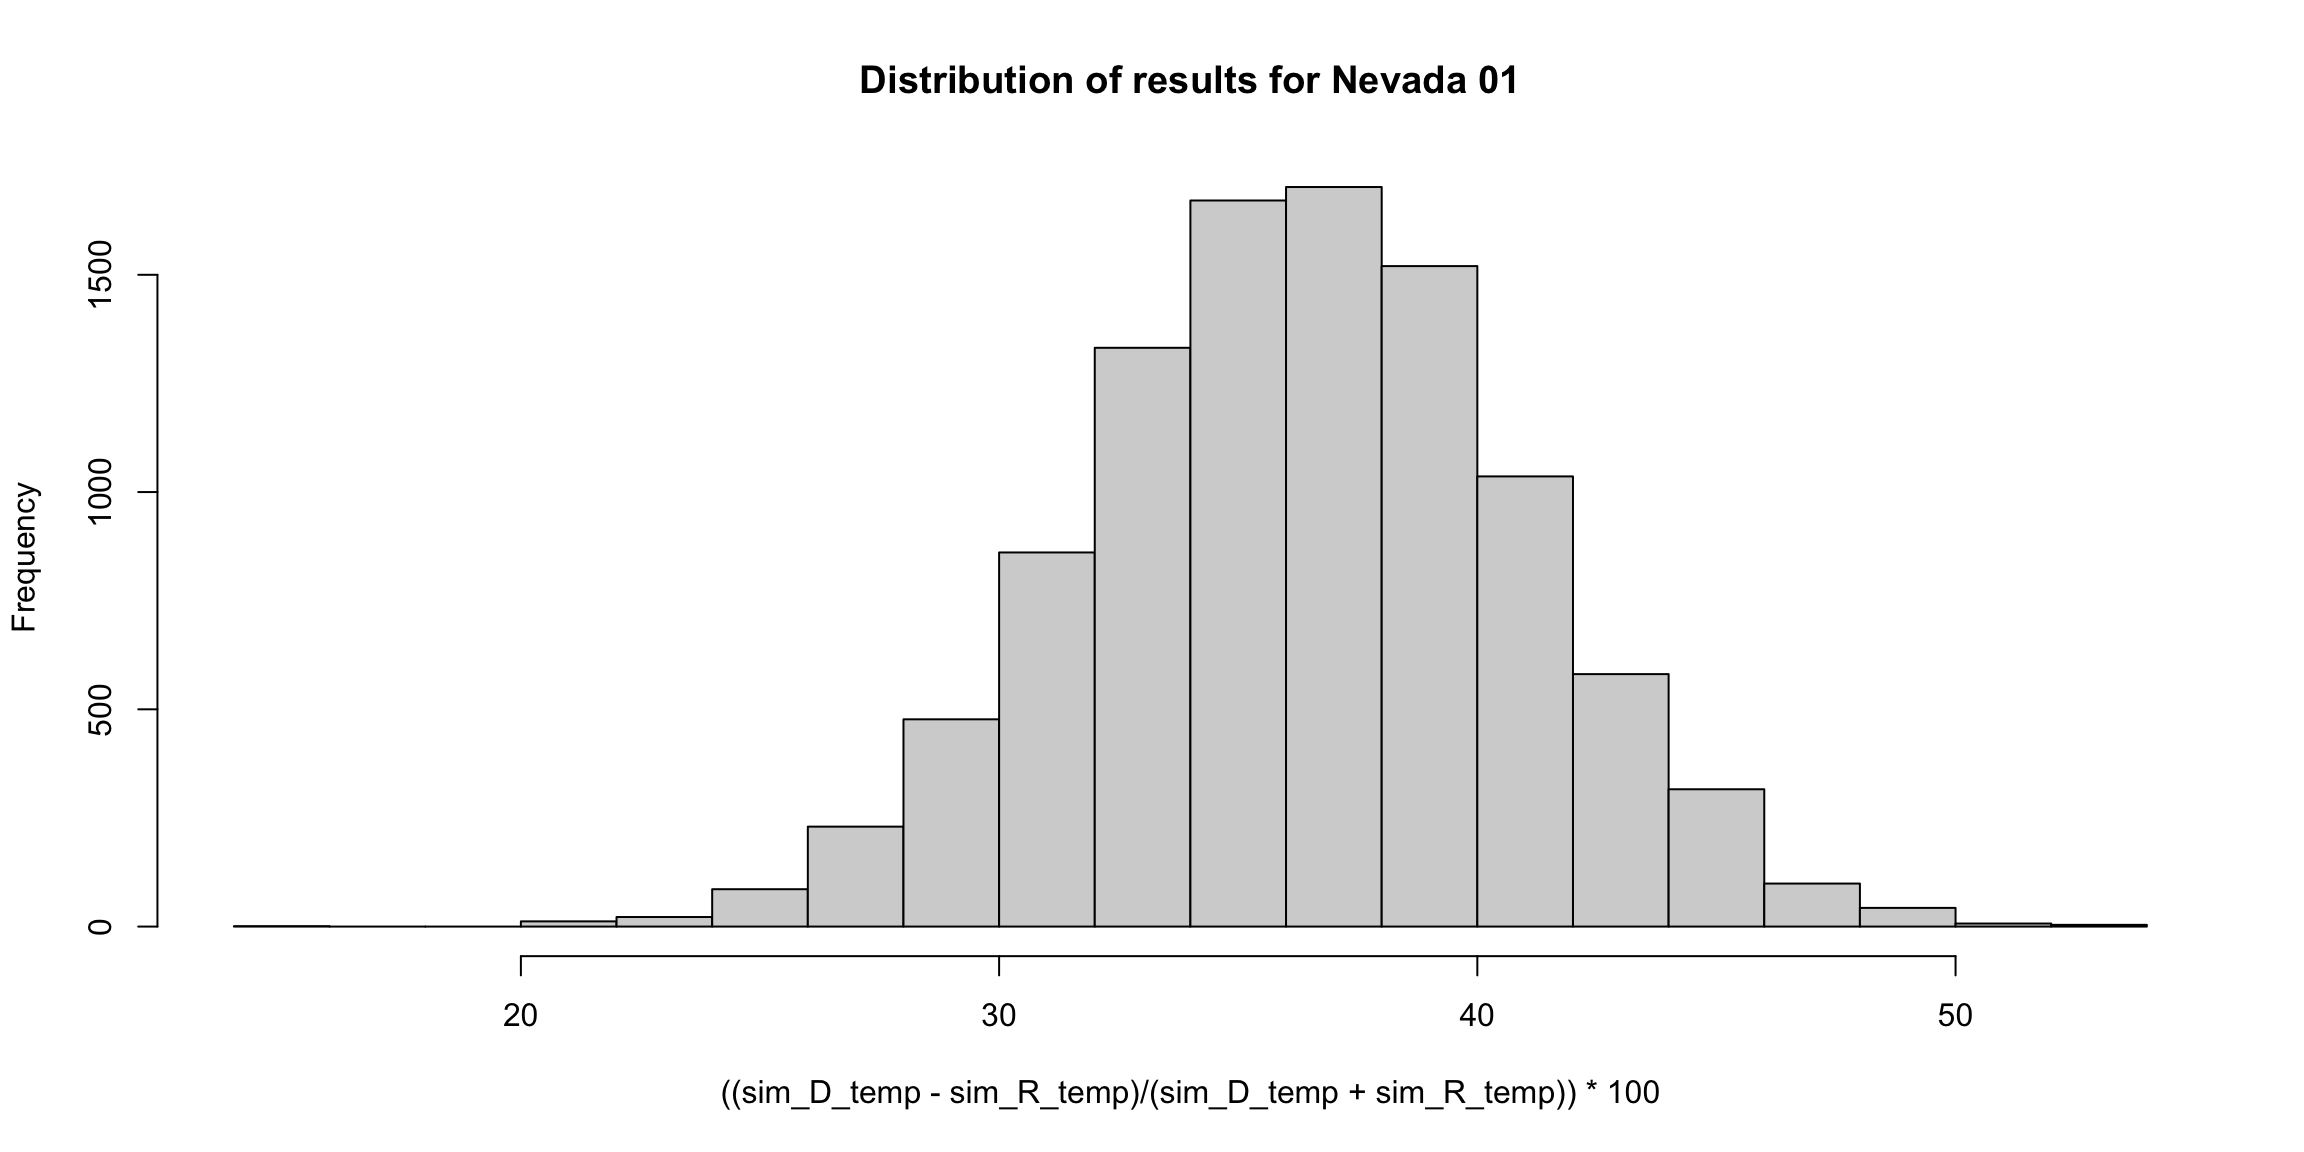 Distribution of results for Nevada 01
Frequency
1500
1000
500
0
20 30 40 50
((sim_D_temp - sim_R_temp)/(sim_D_temp + sim_R_temp)) * 100